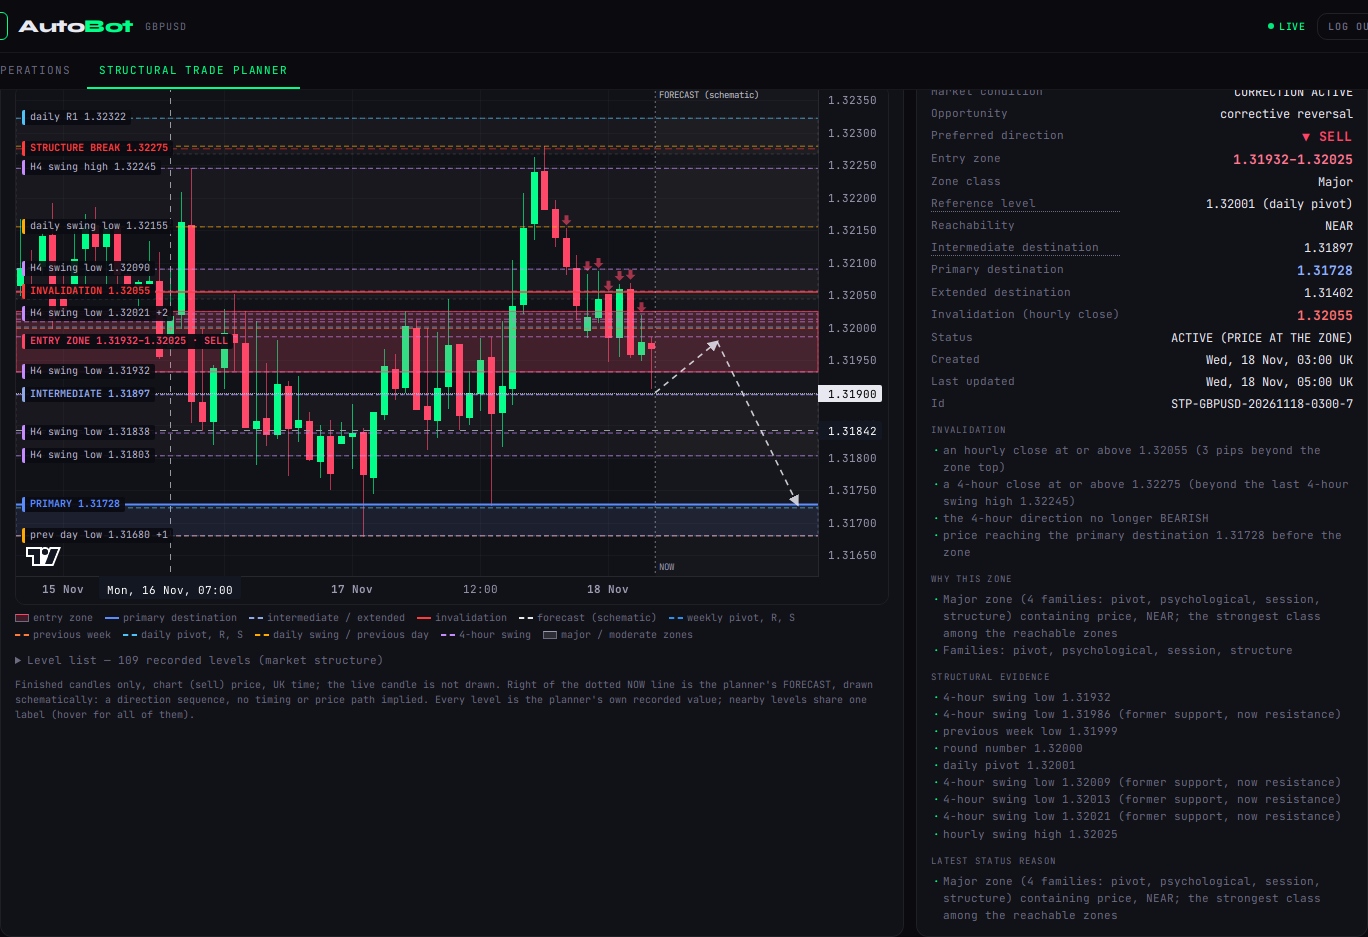 AutoBot GBPUSD
LIVE
LOG OU
PERATIONS
STRUCTURAL TRADE PLANNER
FORECAST (schematic)
daily R1 1.32322
STRUCTURE BREAK 1.32275
H4 swing high 1.32245
daily swing low 1.32155
H4 swing low 1.32090
INVALIDATION 1.32055
H4 swing low 1.32021 +2
ENTRY ZONE 1.31932–1.32025 · SELL
H4 swing low 1.31932
INTERMEDIATE 1.31897
H4 swing low 1.31838
H4 swing low 1.31803
PRIMARY 1.31728
prev day low 1.31680 +1
NOW
1.32350
1.32300
1.32250
1.32200
1.32150
1.32100
1.32050
1.32000
1.31950
1.31900
1.31842
1.31800
1.31750
1.31700
1.31650
15 Nov
Mon, 16 Nov, 07:00
17 Nov
12:00
18 Nov
entry zone primary destination intermediate / extended invalidation forecast (schematic) weekly pivot, R, S
previous week daily pivot, R, S daily swing / previous day 4-hour swing major / moderate zones
▶ Level list — 109 recorded levels (market structure)
Finished candles only, chart (sell) price, UK time; the live candle is not drawn. Right of the dotted NOW line is the planner's FORECAST, drawn
schematically: a direction sequence, no timing or price path implied. Every level is the planner's own recorded value; nearby levels share one
label (hover for all of them).
Market condition CORRECTION ACTIVE
Opportunity corrective reversal
Preferred direction ▼ SELL
Entry zone 1.31932–1.32025
Zone class Major
Reference level 1.32001 (daily pivot)
Reachability NEAR
Intermediate destination 1.31897
Primary destination 1.31728
Extended destination 1.31402
Invalidation (hourly close) 1.32055
Status ACTIVE (PRICE AT THE ZONE)
Created Wed, 18 Nov, 03:00 UK
Last updated Wed, 18 Nov, 05:00 UK
Id STP-GBPUSD-20261118-0300-7
INVALIDATION
· an hourly close at or above 1.32055 (3 pips beyond the
zone top)
· a 4-hour close at or above 1.32275 (beyond the last 4-hour
swing high 1.32245)
· the 4-hour direction no longer BEARISH
· price reaching the primary destination 1.31728 before the
zone
WHY THIS ZONE
· Major zone (4 families: pivot, psychological, session,
structure) containing price, NEAR; the strongest class
among the reachable zones
· Families: pivot, psychological, session, structure
STRUCTURAL EVIDENCE
· 4-hour swing low 1.31932
· 4-hour swing low 1.31986 (former support, now resistance)
· previous week low 1.31999
· round number 1.32000
· daily pivot 1.32001
· 4-hour swing low 1.32009 (former support, now resistance)
· 4-hour swing low 1.32013 (former support, now resistance)
· 4-hour swing low 1.32021 (former support, now resistance)
· hourly swing high 1.32025
LATEST STATUS REASON
· Major zone (4 families: pivot, psychological, session,
structure) containing price, NEAR; the strongest class
among the reachable zones